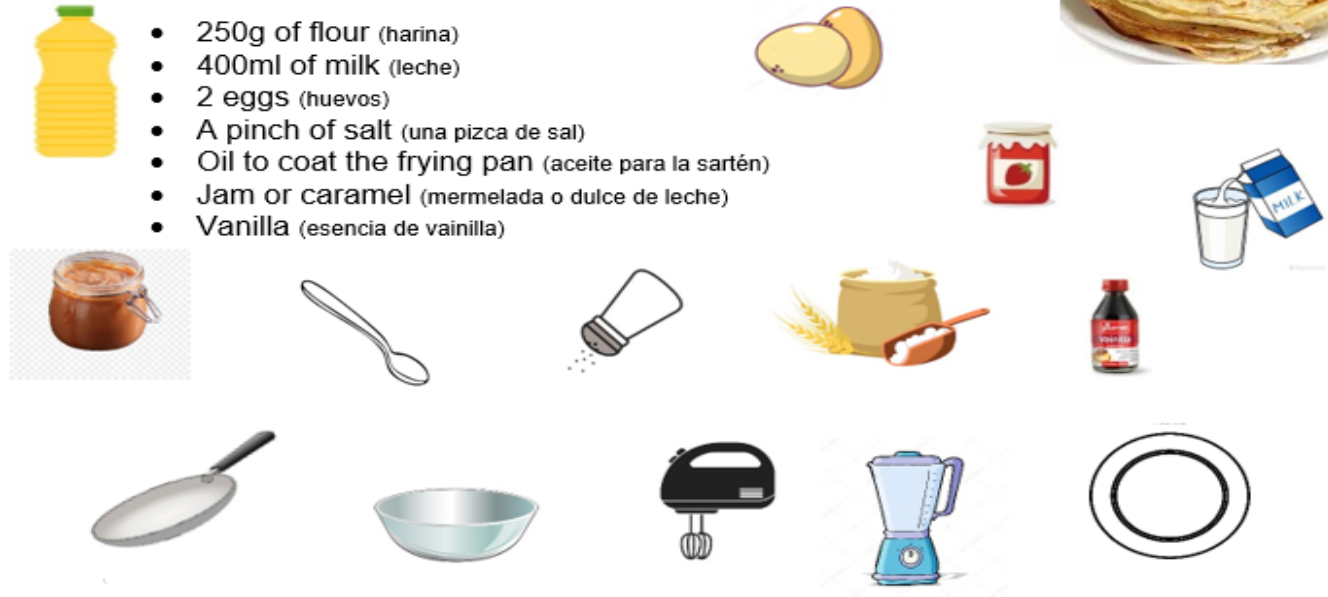 • 250g of flour (harina)
• 400ml of milk (leche)
• 2 eggs (huevos)
• A pinch of salt (una pizca de sal)
• Oil to coat the frying pan (aceite para la sartén)
• Jam or caramel (mermelada o dulce de leche)
• Vanilla (esencia de vainilla)
MILK